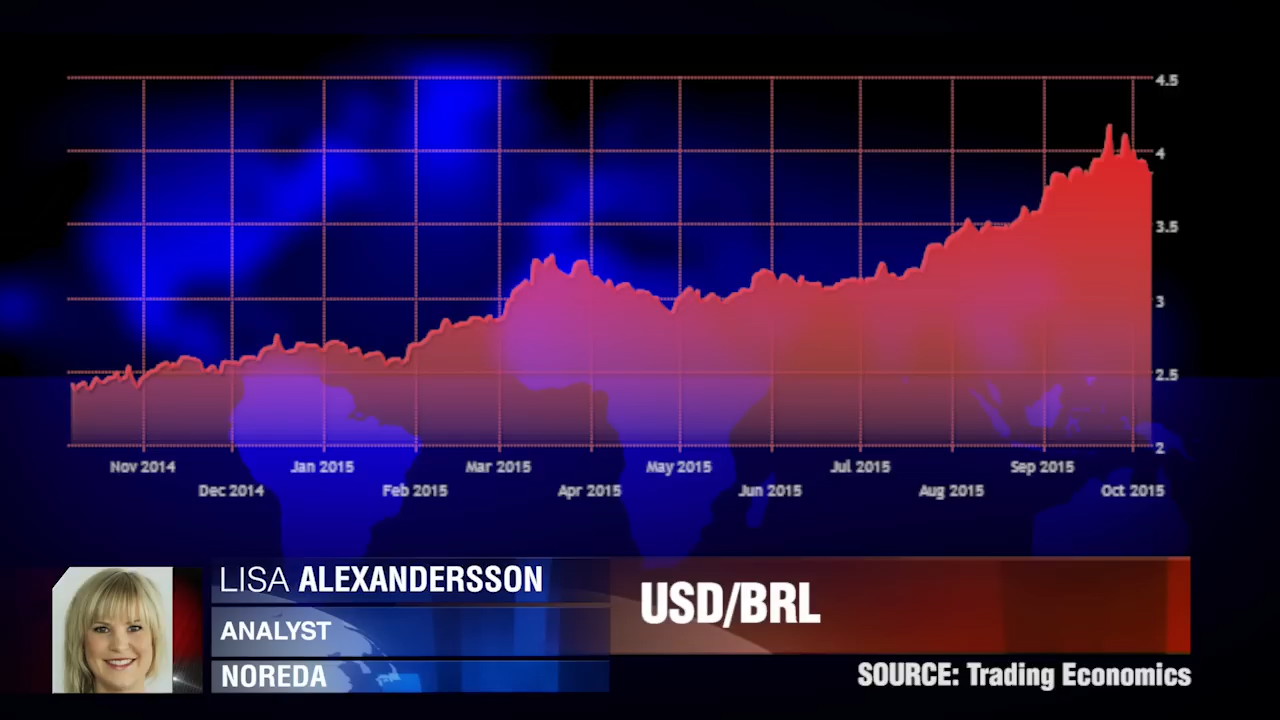 4.5
4
3.5
3
2.5
2
Nov 2014
Jan 2015
Mar 2015
May 2015
Jul 2015
Sep 2015
Dec 2014
Feb 2015
Apr 2015
Jun 2015
Aug 2015
Oct 2015
LISA ALEXANDERSSON
ANALYST
NOREDA
USD/BRL
SOURCE: Trading Economics